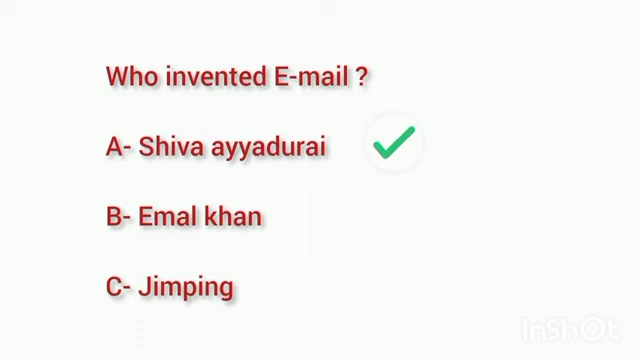 Who invented E-mail ?
A- Shiva ayyadurai
B- Emal khan
C- Jimping
InShOt